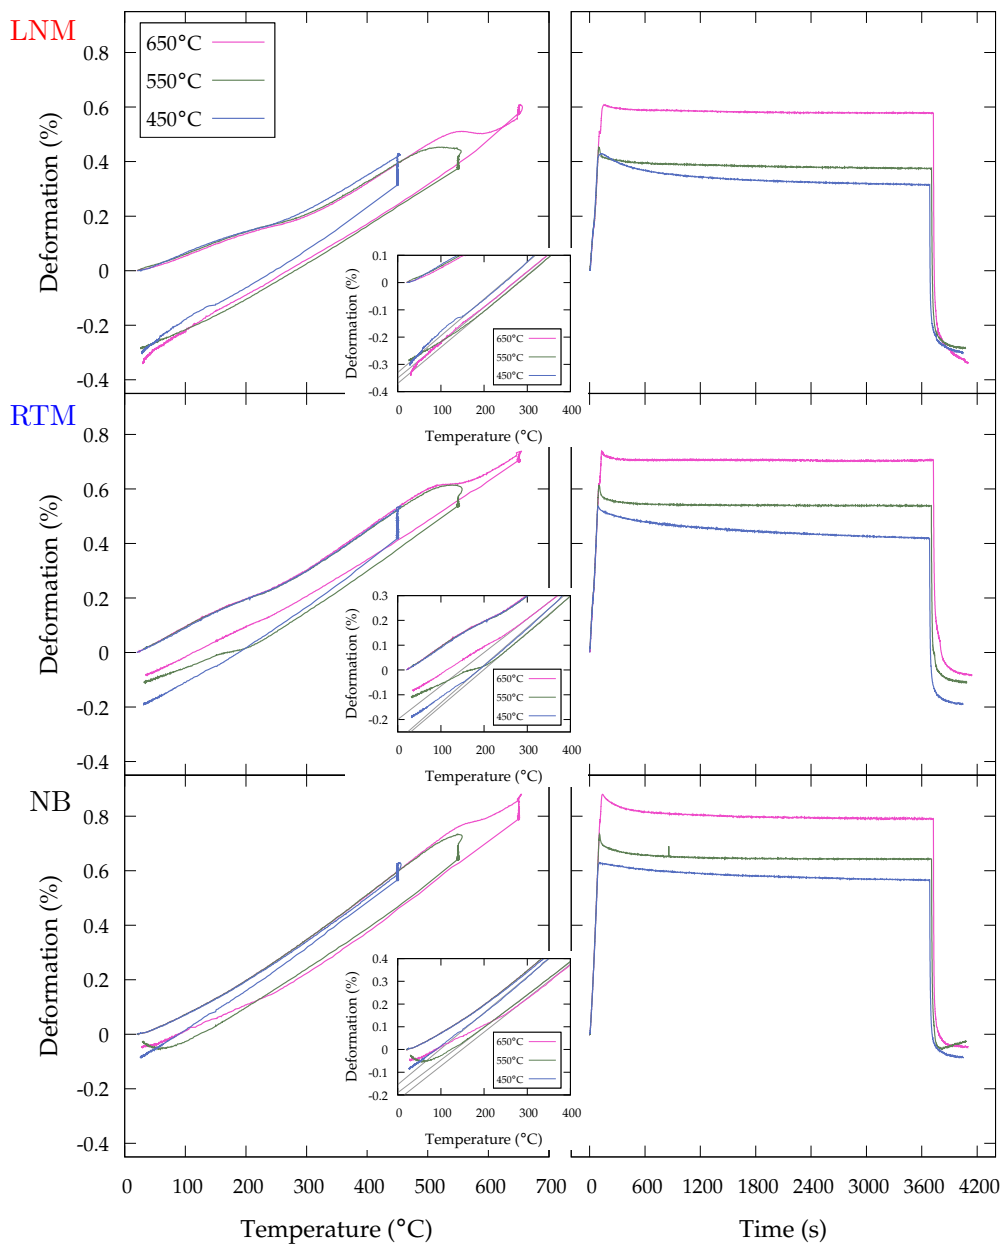 LNM
650°C
550°C
450°C
0.8
0.6
0.4
0.2
0
-0.2
-0.4
Deformation (%)
0.1
0
-0.1
-0.2
-0.3
-0.4
Deformation (%)
650°C
550°C
450°C
0 100 200 300 400
Temperature (°C)
RTM
0.8
0.6
0.4
0.2
0
-0.2
-0.4
Deformation (%)
0.3
0.2
0.1
0
-0.1
-0.2
Deformation (%)
650°C
550°C
450°C
0 100 200 300 400
Temperature (°C)
NB
0.8
0.6
0.4
0.2
0
-0.2
-0.4
Deformation (%)
0.4
0.3
0.2
0.1
0
-0.1
-0.2
Deformation (%)
650°C
550°C
450°C
0 100 200 300 400
Temperature (°C)
0 100 200 300 400 500 600 700
Temperature (°C)
0 600 1200 1800 2400 3000 3600 4200
Time (s)